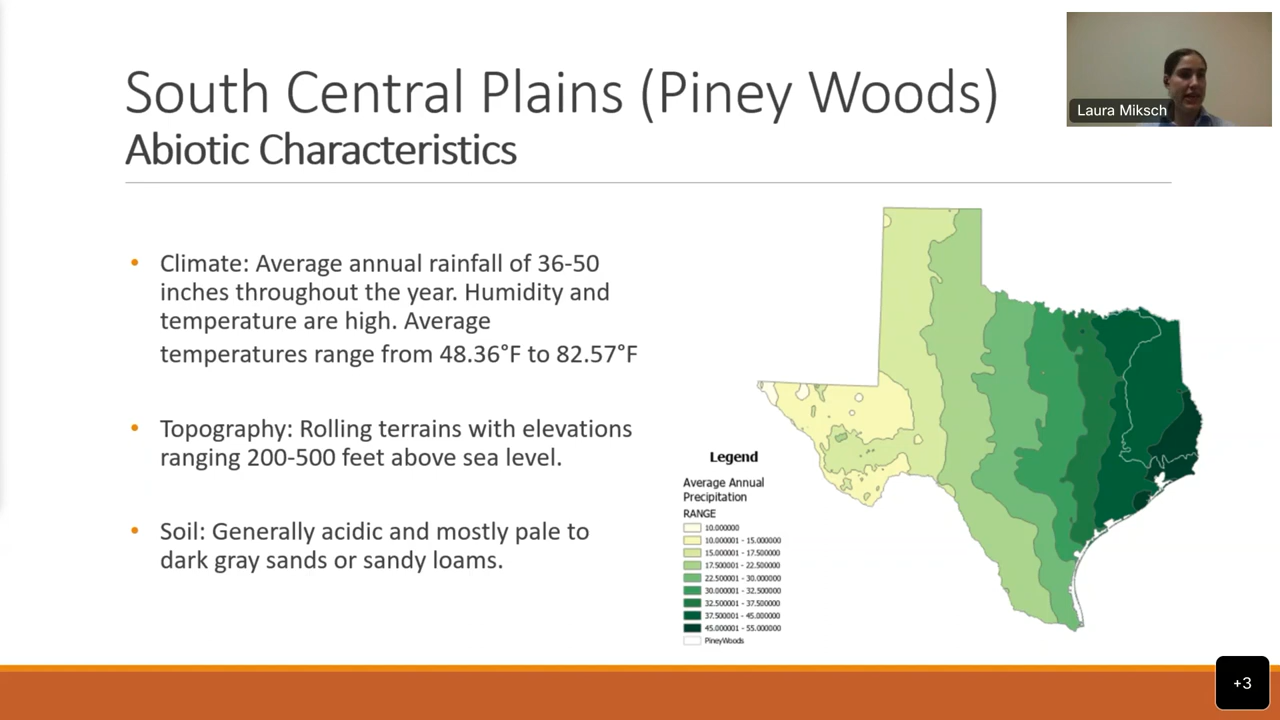 South Central Plains (Piney Woods)
Abiotic Characteristics
Laura Miksch
• Climate: Average annual rainfall of 36-50
inches throughout the year. Humidity and
temperature are high. Average
temperatures range from 48.36°F to 82.57°F
• Topography: Rolling terrains with elevations
ranging 200-500 feet above sea level.
• Soil: Generally acidic and mostly pale to
dark gray sands or sandy loams.
Legend
Average Annual
Precipitation
RANGE
10.000000
10.000001 - 15.000000
15.000001 - 17.500000
17.500001 - 22.500000
22.500001 - 30.000000
30.000001 - 32.500000
32.500001 - 37.500000
37.500001 - 45.000000
45.000001 - 55.000000
PineyWoods
+3